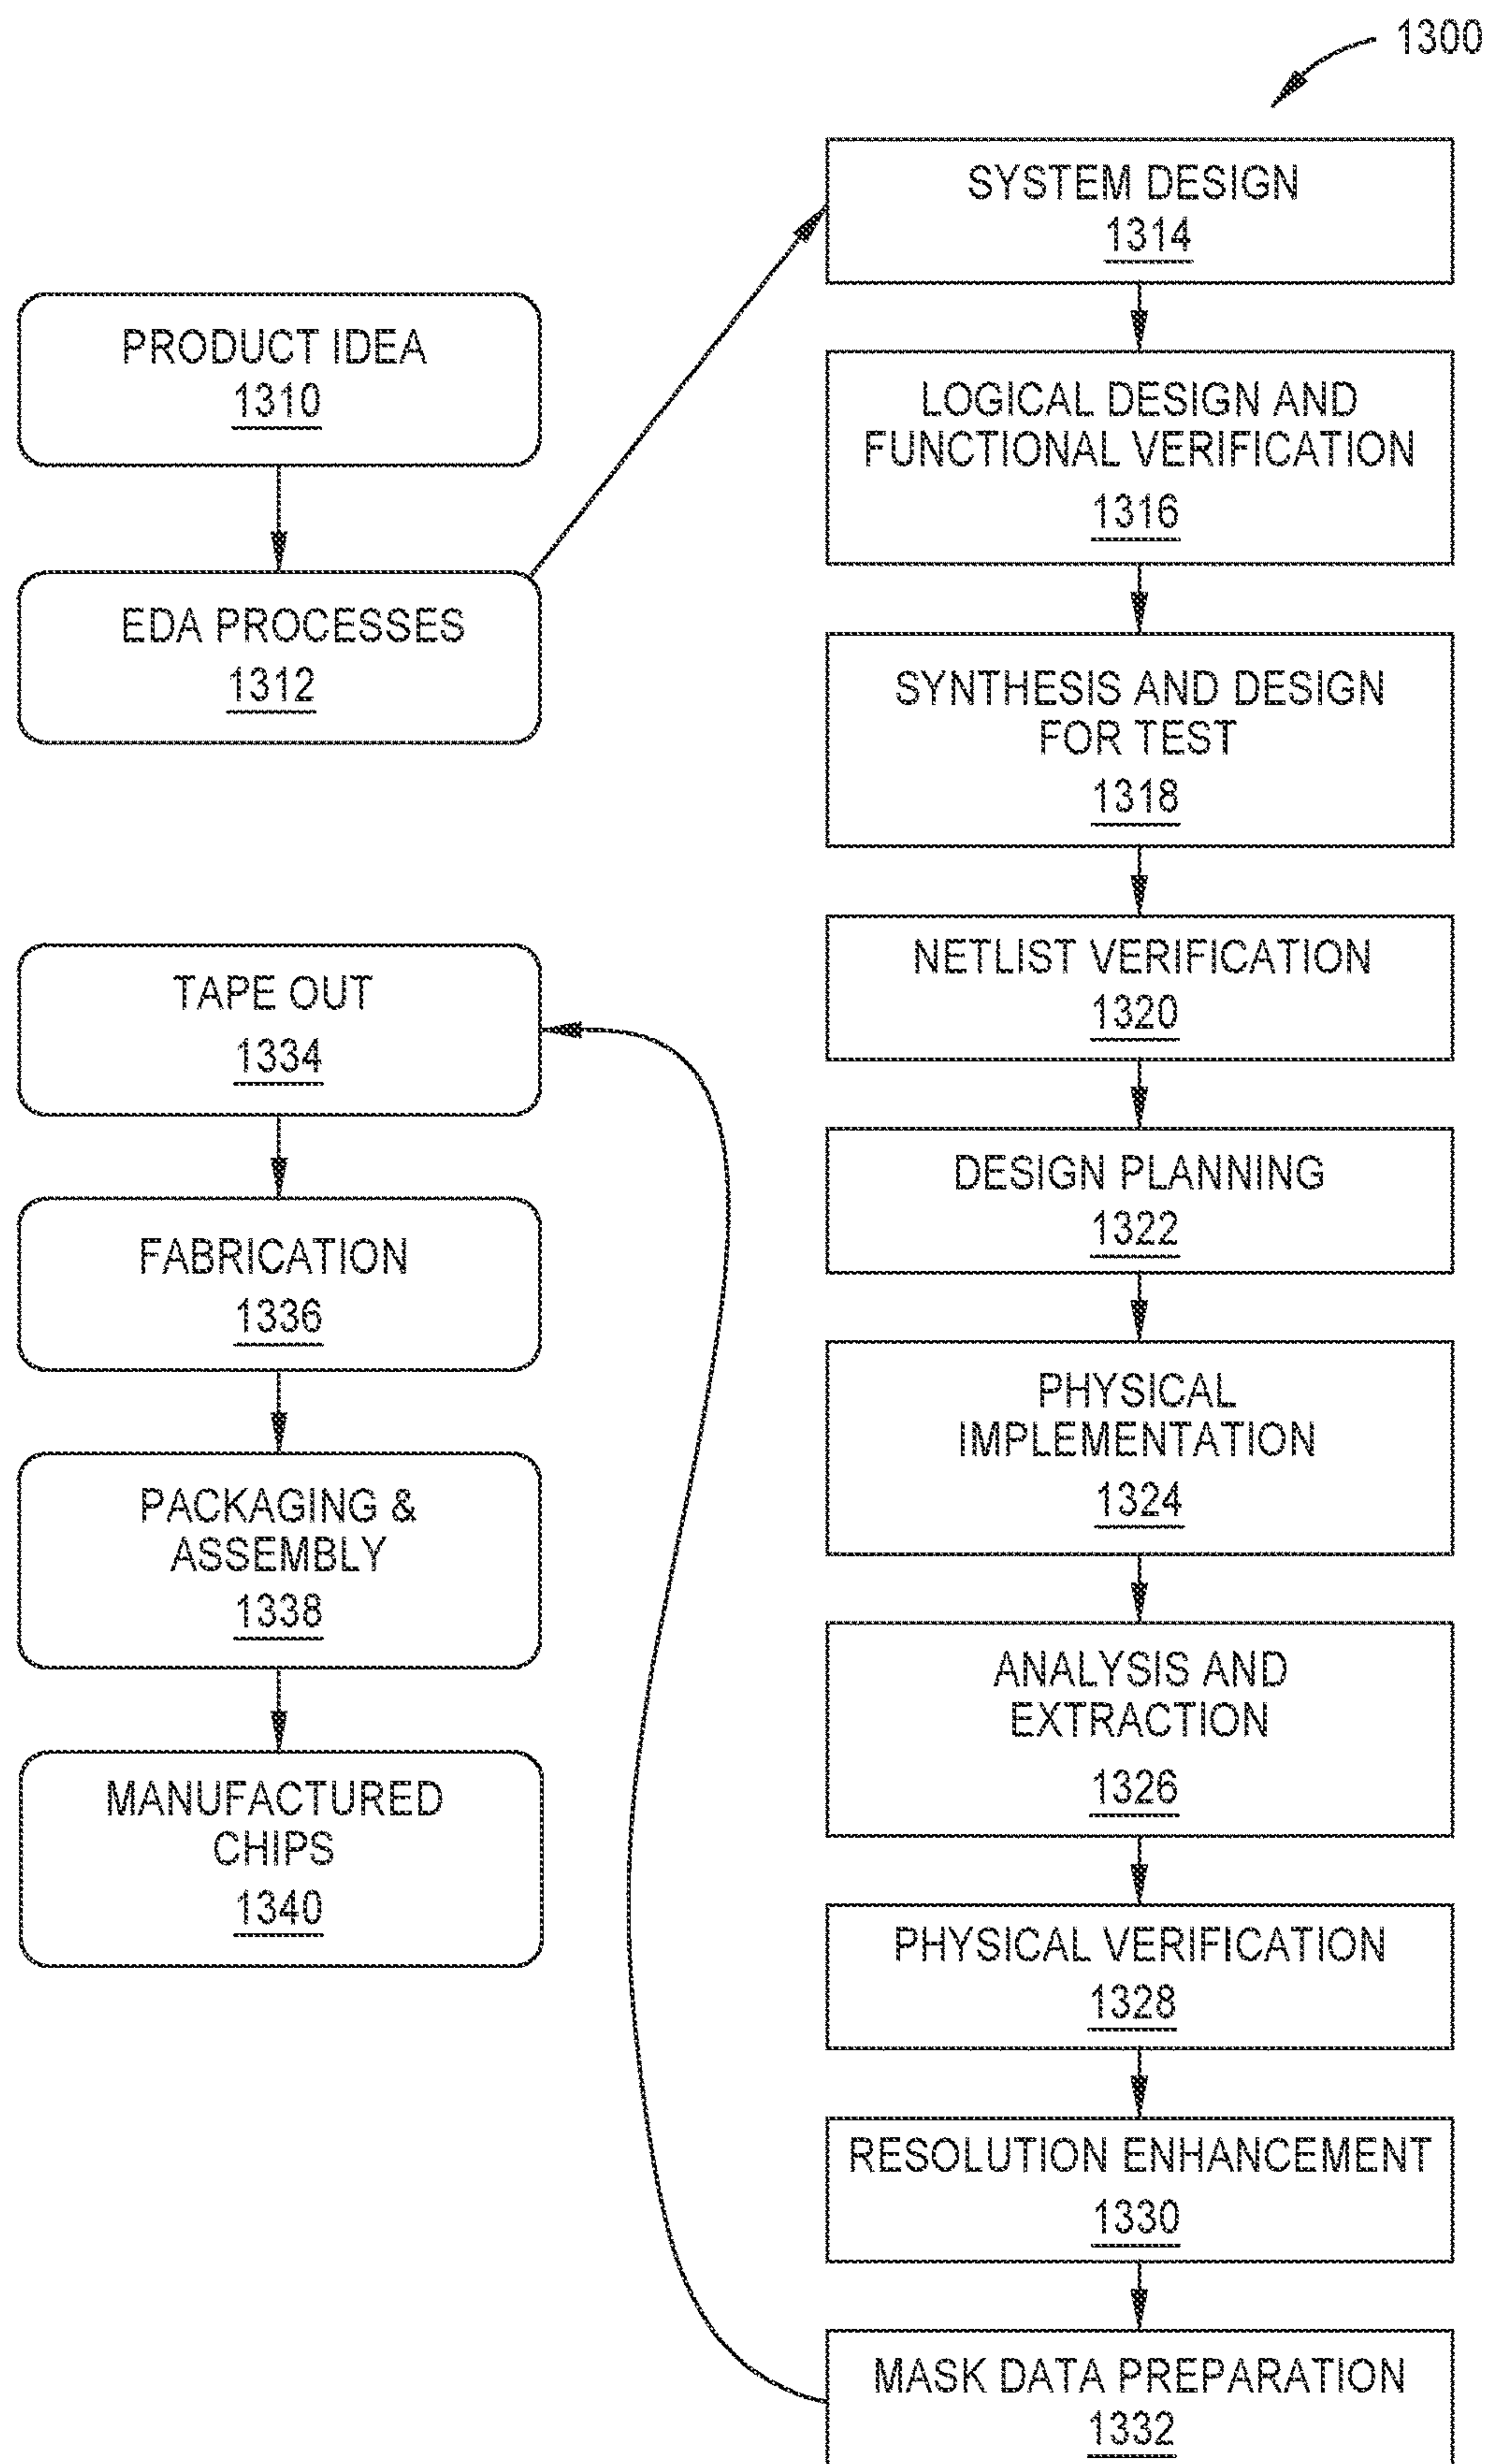 1300
PRODUCT IDEA
1310
EDA PROCESSES
1312
SYSTEM DESIGN
1314
LOGICAL DESIGN AND
FUNCTIONAL VERIFICATION
1316
SYNTHESIS AND DESIGN
FOR TEST
1318
NETLIST VERIFICATION
1320
DESIGN PLANNING
1322
PHYSICAL
IMPLEMENTATION
1324
ANALYSIS AND
EXTRACTION
1326
PHYSICAL VERIFICATION
1328
RESOLUTION ENHANCEMENT
1330
MASK DATA PREPARATION
1332
TAPE OUT
1334
FABRICATION
1336
PACKAGING &
ASSEMBLY
1338
MANUFACTURED
CHIPS
1340